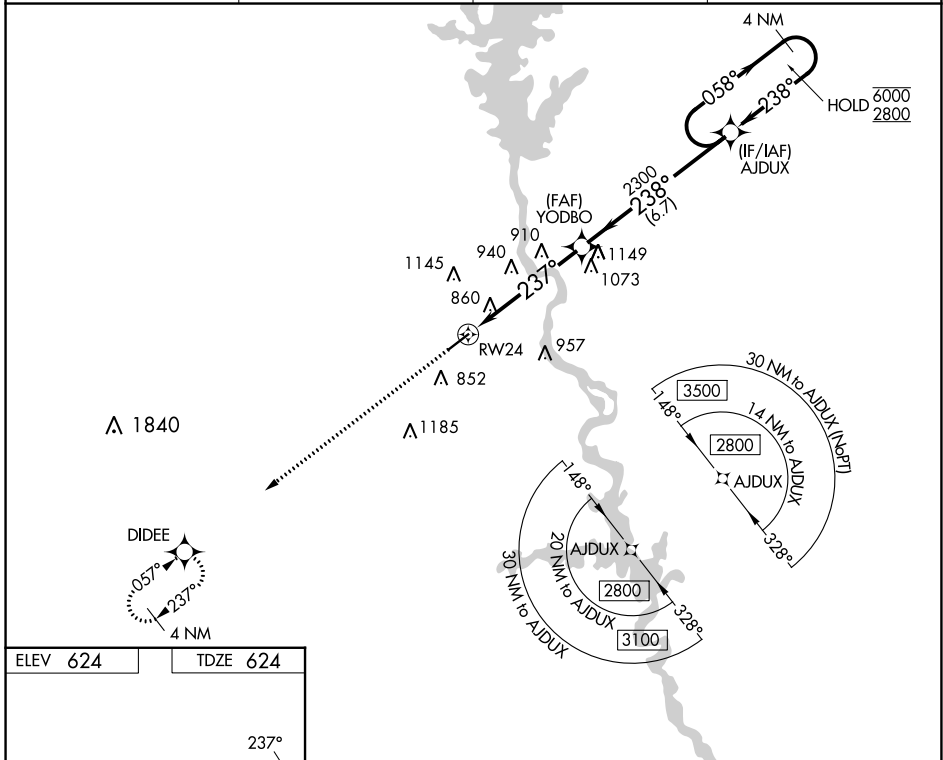 4 NM
058°
238°
HOLD 6000
2800
(IF/IAF)
AJDUX
2300
238°
(6.7)
(FAF)
YODBO
910
940
1149
1145
1073
237°
860
RW24
957
852
1840
1185
30 NM to AJDUX (NoPT)
3500
148°
14 NM to AJDUX
2800
AJDUX
328°
148°
DIDEE
AJDUX
20 NM to AJDUX
30 NM to AJDUX
2800
328°
3100
057°
237°
4 NM
ELEV 624
TDZE 624
237°